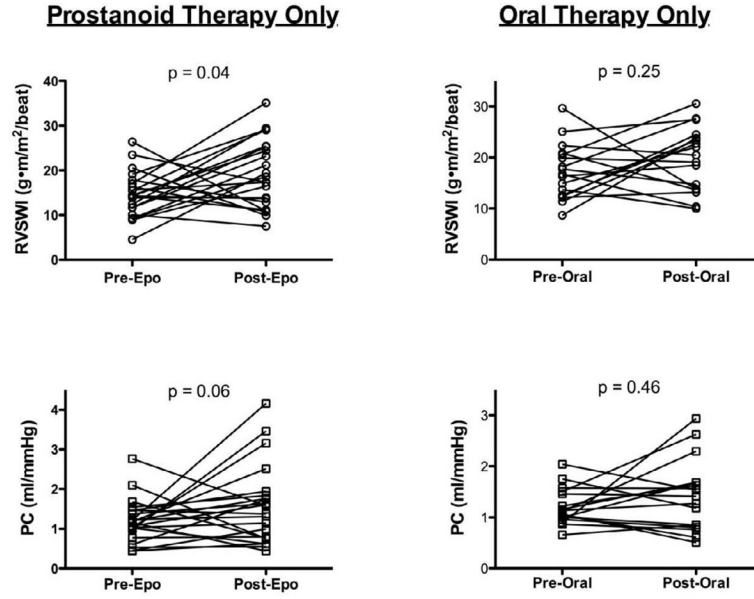 Prostanoid Therapy Only
Oral Therapy Only
p = 0.04
RVSWI (g•m/m²/beat)
40
30
20
10
0
Pre-Epo
Post-Epo
p = 0.25
RVSWI (g•m/m²/beat)
30
20
10
0
Pre-Oral
Post-Oral
p = 0.06
PC (ml/mmHg)
4
3
2
1
0
Pre-Epo
Post-Epo
p = 0.46
PC (ml/mmHg)
3
2
1
0
Pre-Oral
Post-Oral